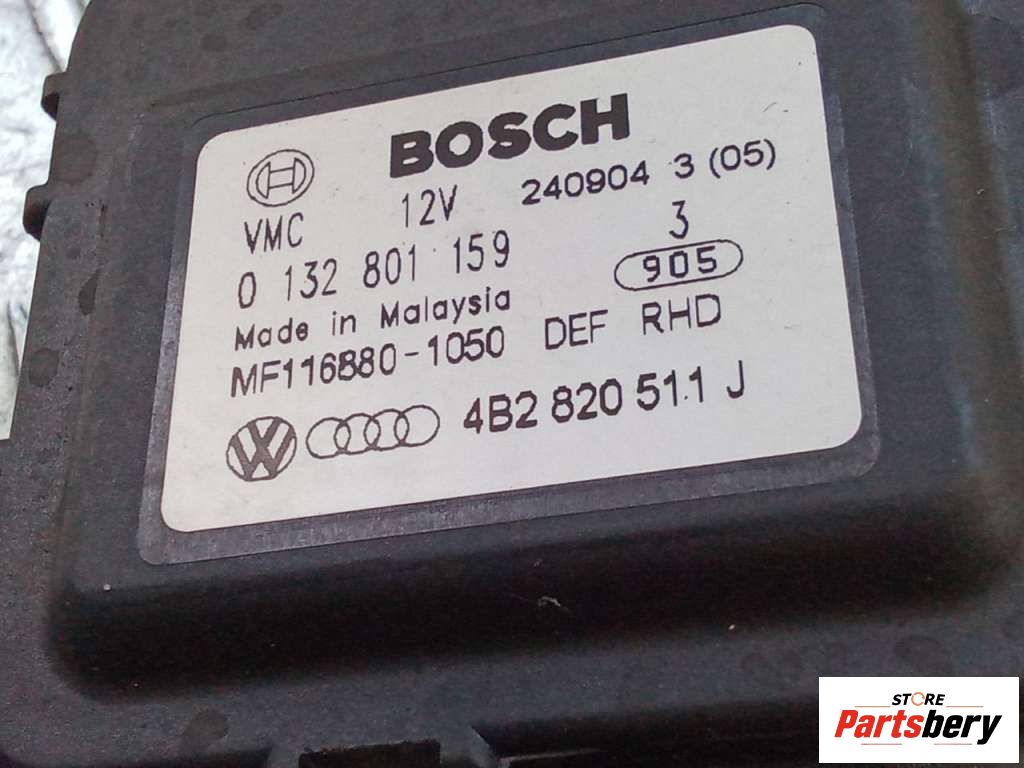 BOSCH
VMC 12V 240904 3 (05)
0 132 801 159 3
905
Made in Malaysia
MF116880-1050 DEF RHD
4B2 820 511 J
STORE
Partsbery